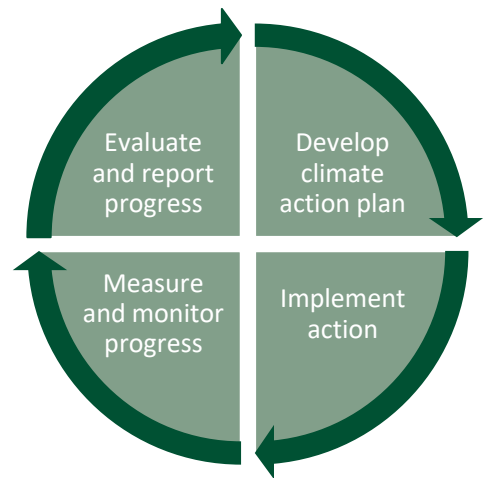 Evaluate
and report
progress
Develop
climate
action plan
Measure
and monitor
progress
Implement
action